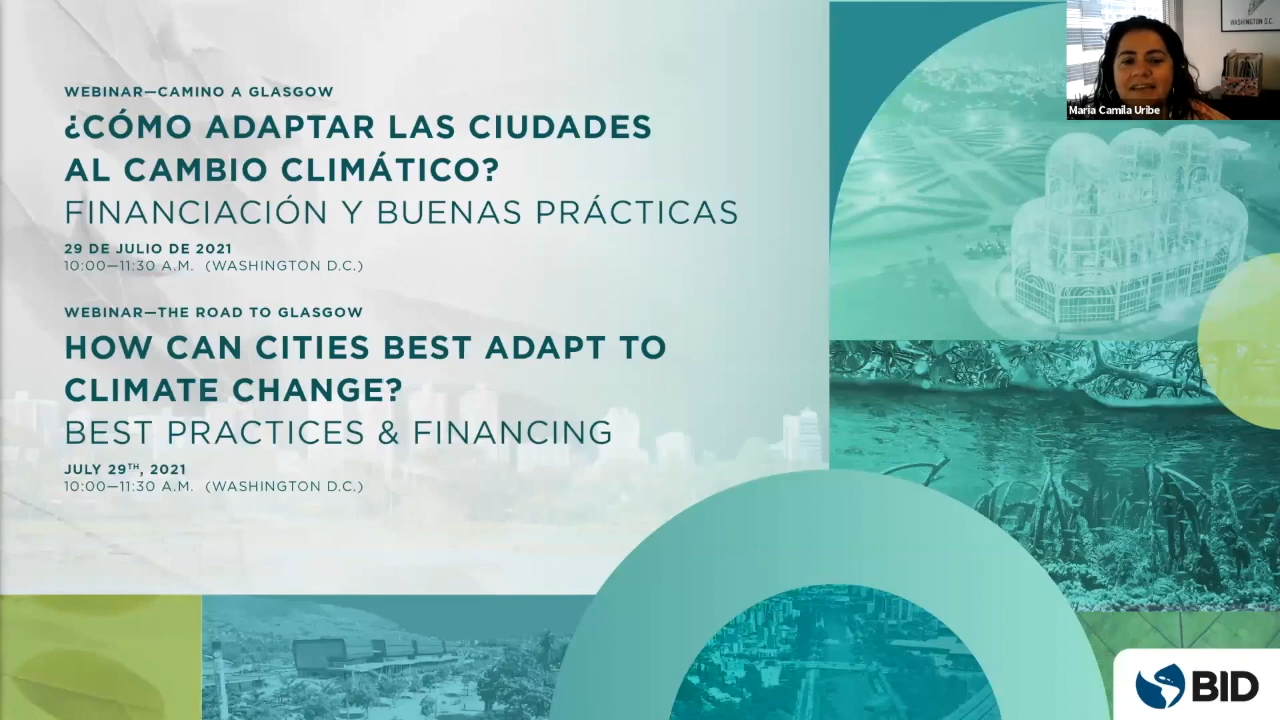 WEBINAR—CAMINO A GLASGOW
¿CÓMO ADAPTAR LAS CIUDADES
AL CAMBIO CLIMÁTICO?
FINANCIACIÓN Y BUENAS PRÁCTICAS
29 DE JULIO DE 2021
10:00—11:30 A.M. (WASHINGTON D.C.)
WEBINAR—THE ROAD TO GLASGOW
HOW CAN CITIES BEST ADAPT TO
CLIMATE CHANGE?
BEST PRACTICES & FINANCING
JULY 29TH, 2021
10:00—11:30 A.M. (WASHINGTON D.C.)
WASHINGTON D.C.
Maria Camila Uribe
BID